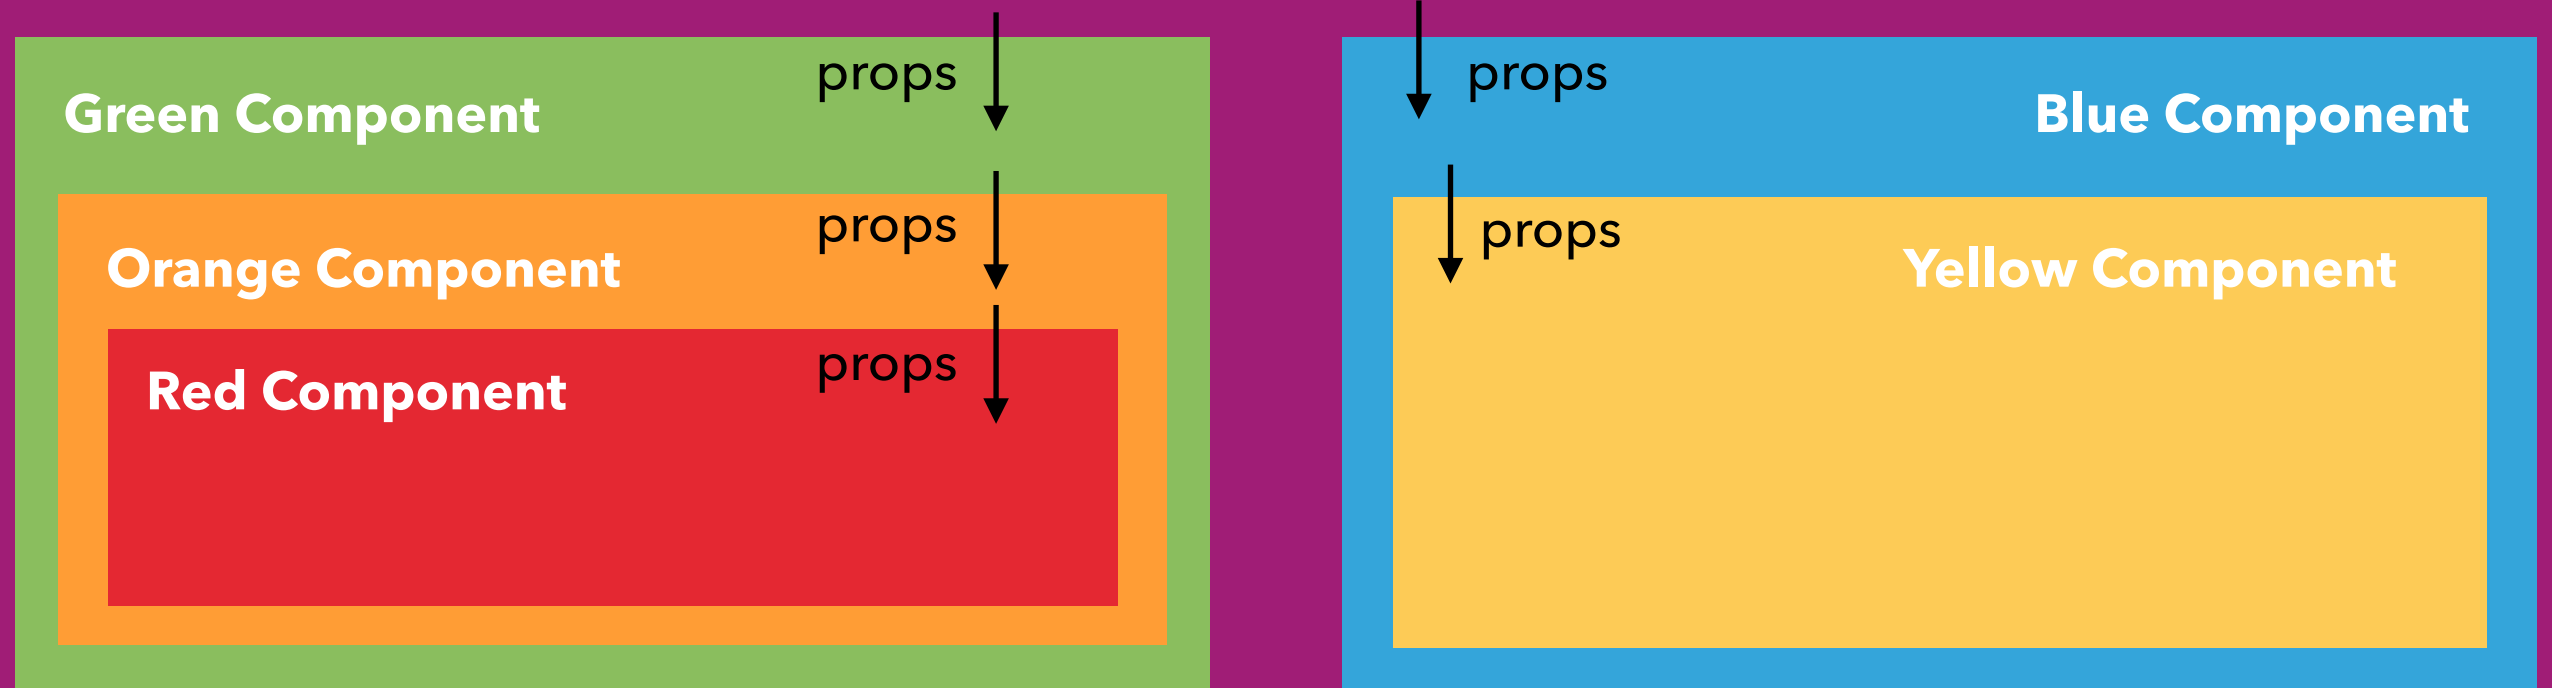 props
Green Component
props
Orange Component
props
Red Component
props
Blue Component
props
Yellow Component